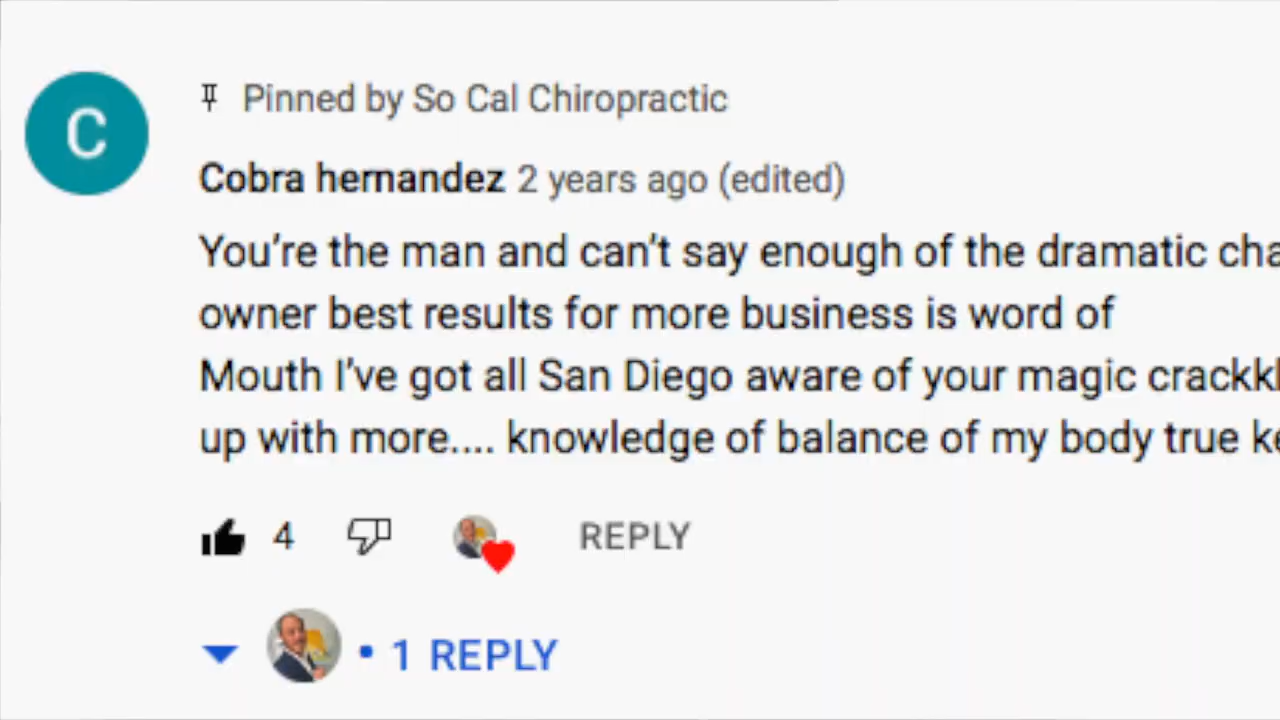 C
Pinned by So Cal Chiropractic
Cobra hernandez 2 years ago (edited)
You're the man and can't say enough of the dramatic
owner best results for more business is word of
Mouth I've got all San Diego aware of your magic
up with more.... knowledge of balance of my body true
4 REPLY
• 1 REPLY